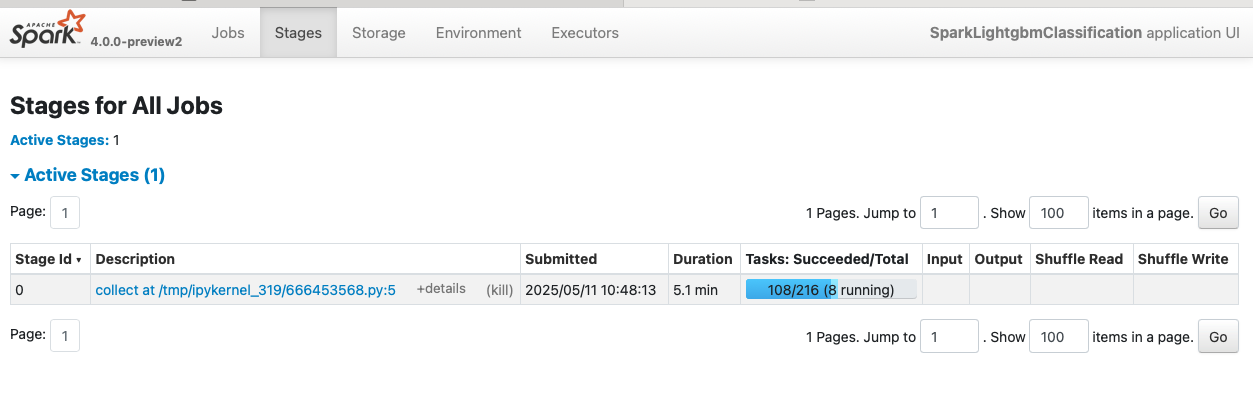 APACHE Spark 4.0.0-preview2 Jobs Stages Storage Environment Executors SparkLightgbmClassification application UI
Stages for All Jobs
Active Stages: 1
Active Stages (1)
Page: 1 1 Pages. Jump to 1 . Show 100 items in a page. Go
Stage Id ▾ Description Submitted Duration Tasks: Succeeded/Total Input Output Shuffle Read Shuffle Write
0 collect at /tmp/ipykernel_319/666453568.py:5 +details (kill) 2025/05/11 10:48:13 5.1 min 108/216 (8 running)
Page: 1 1 Pages. Jump to 1 . Show 100 items in a page. Go